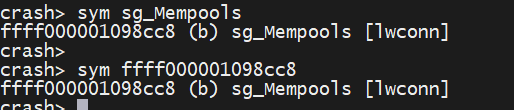 crash> sym sg_Mempools
ffff000001098cc8 (b) sg_Mempools [lwconn]
crash>
crash> sym ffff000001098cc8
ffff000001098cc8 (b) sg_Mempools [lwconn]
crash>